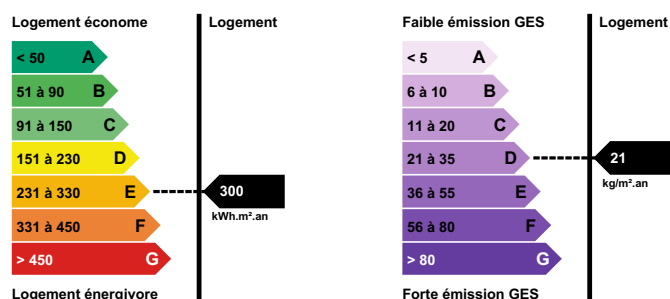 Logement économe Logement
< 50 A
51 à 90 B
91 à 150 C
151 à 230 D
231 à 330 E 300
kWh.m².an
331 à 450 F
> 450 G
Logement énergivore
Faible émission GES Logement
< 5 A
6 à 10 B
11 à 20 C
21 à 35 D 21
kg/m².an
36 à 55 E
56 à 80 F
> 80 G
Forte émission GES